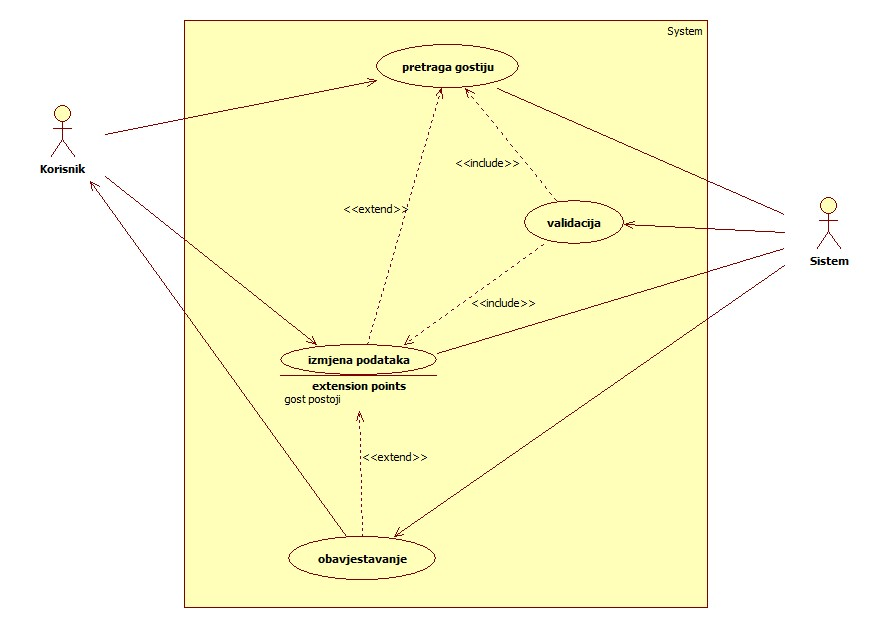 System
pretraga gostiju
Korisnik
<<include>>
<<extend>>
validacija
Sistem
<<include>>
izmjena podataka
extension points
gost postoji
<<extend>>
obavjestavanje